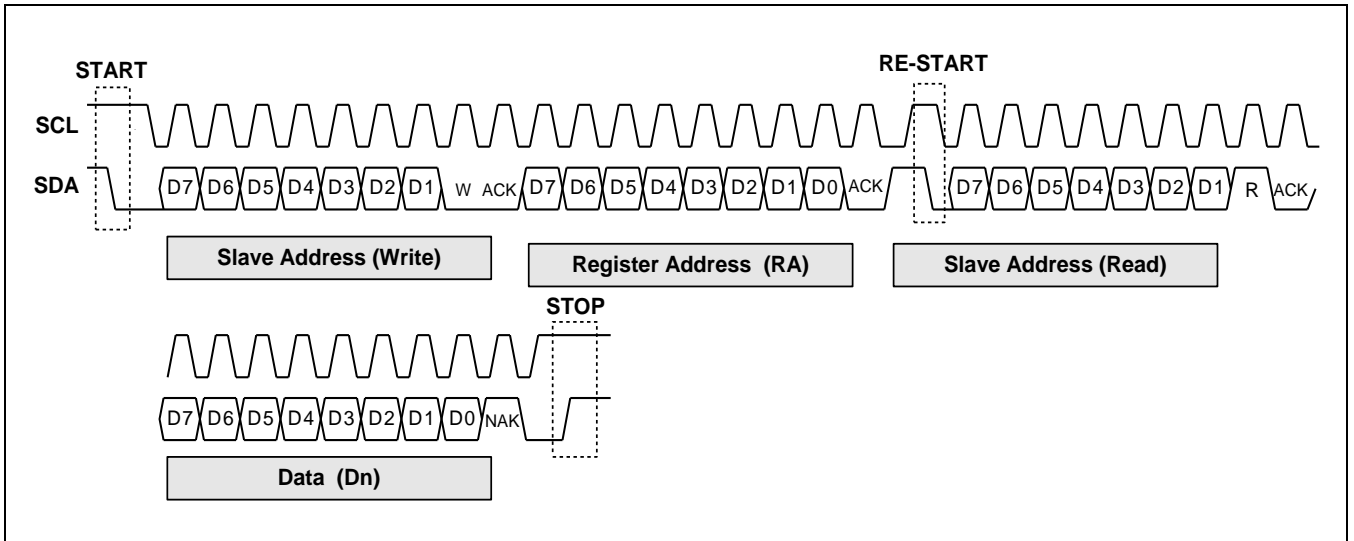 START RE-START
SCL
SDA D7 D6 D5 D4 D3 D2 D1 W ACK D7 D6 D5 D4 D3 D2 D1 D0 ACK D7 D6 D5 D4 D3 D2 D1 R ACK
Slave Address (Write) Register Address (RA) Slave Address (Read)
STOP
D7 D6 D5 D4 D3 D2 D1 D0 NAK
Data (Dn)